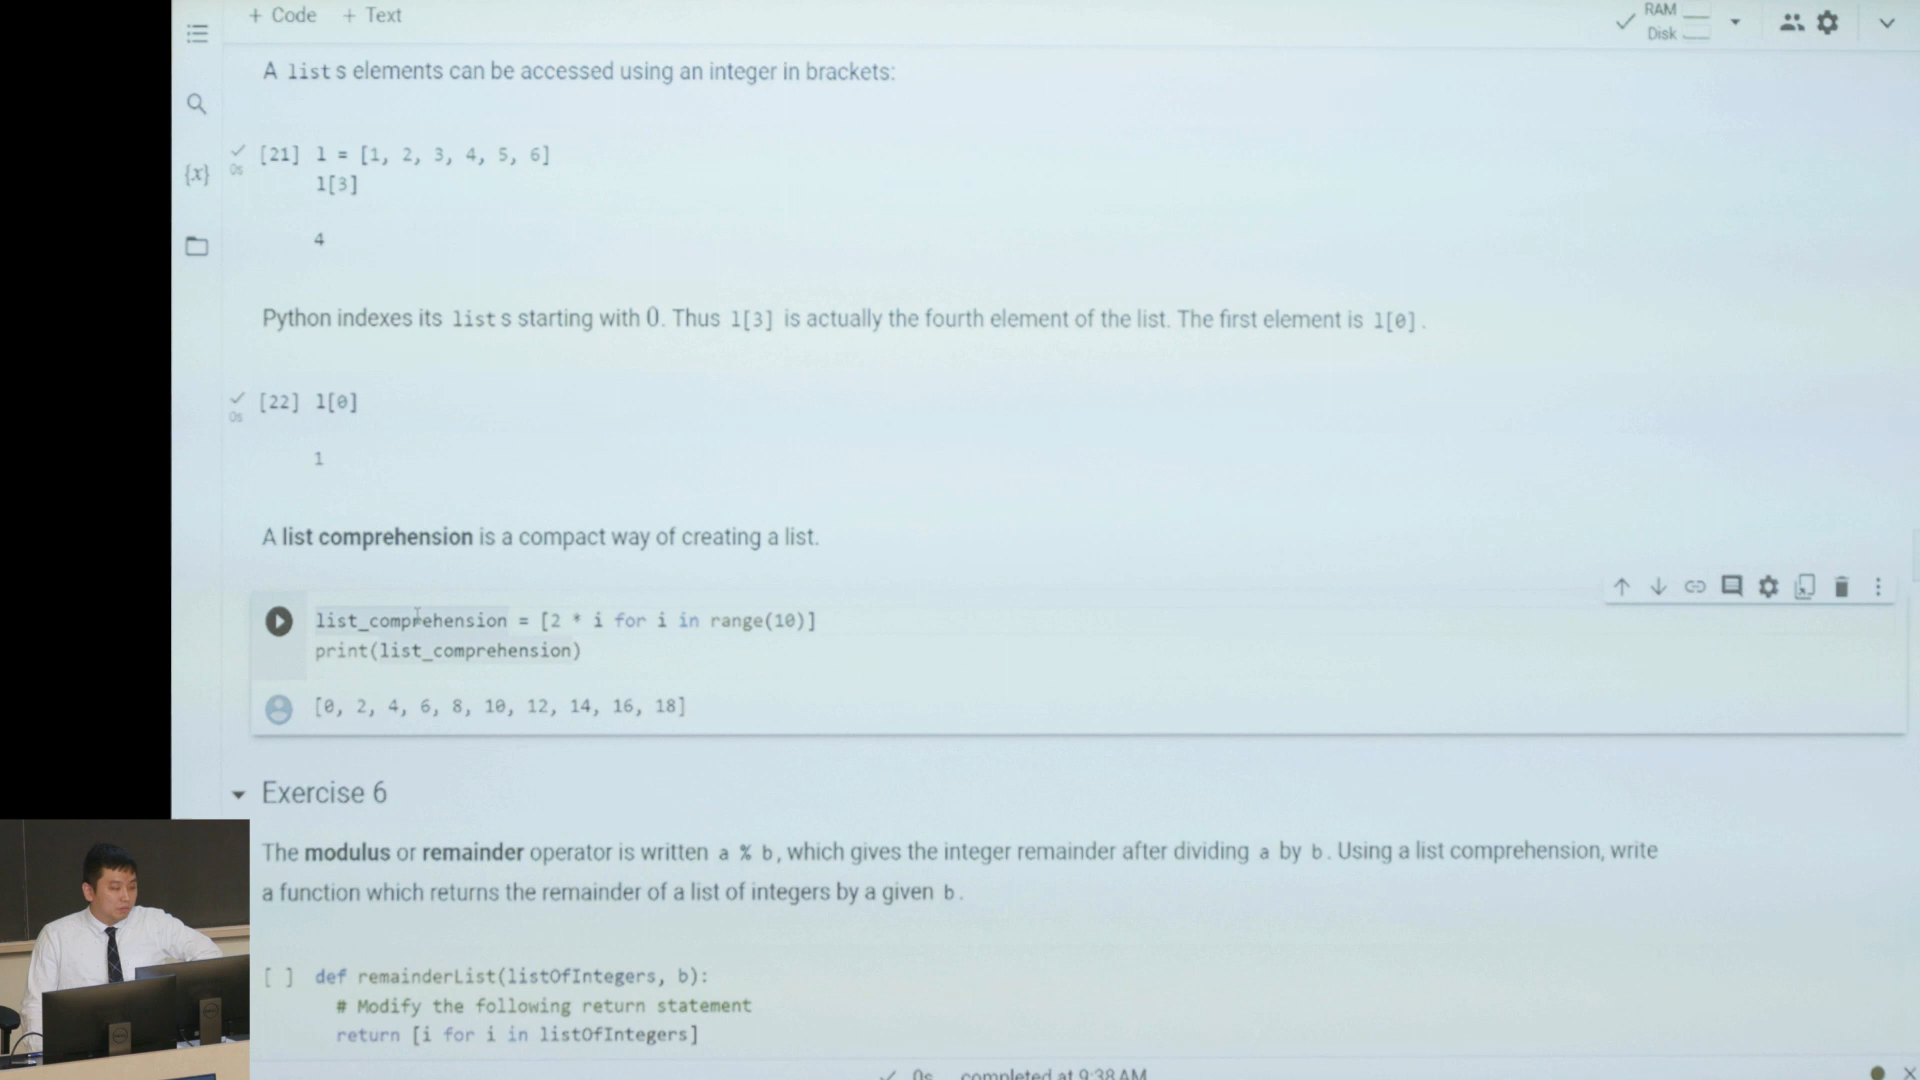 + Code + Text
RAM
Disk
A lists elements can be accessed using an integer in brackets:
{x}
0s
[21] l = [1, 2, 3, 4, 5, 6]
l[3]
4
Python indexes its lists starting with 0. Thus l[3] is actually the fourth element of the list. The first element is l[0].
0s
[22] l[0]
1
A list comprehension is a compact way of creating a list.
list_comprehension = [2 * i for i in range(10)]
print(list_comprehension)
[0, 2, 4, 6, 8, 10, 12, 14, 16, 18]
Exercise 6
The modulus or remainder operator is written a % b, which gives the integer remainder after dividing a by b. Using a list comprehension, write
a function which returns the remainder of a list of integers by a given b.
[ ] def remainderList(listOfIntegers, b):
# Modify the following return statement
return [i for i in listOfIntegers]
0s completed at 9:38 AM